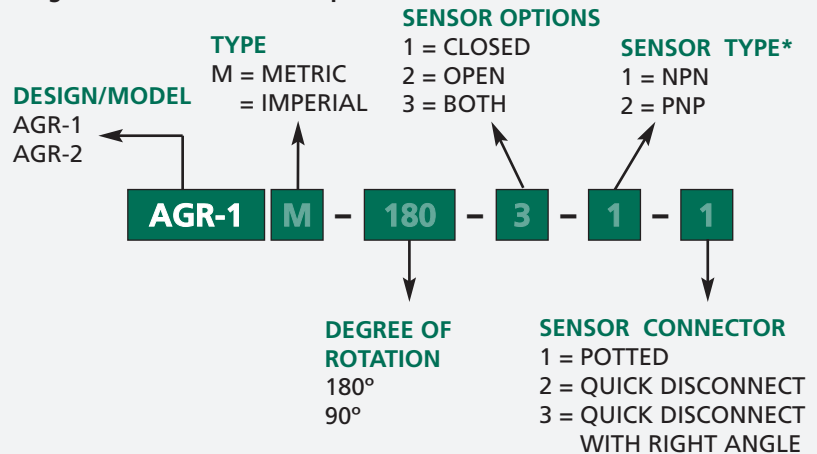 SENSOR OPTIONS
1 = CLOSED
2 = OPEN
3 = BOTH
TYPE
M = METRIC
= IMPERIAL
SENSOR TYPE*
1 = NPN
2 = PNP
DESIGN/MODEL
AGR-1
AGR-2
AGR-1 M – 180 – 3 – 1 – 1
DEGREE OF
ROTATION
180º
90º
SENSOR CONNECTOR
1 = POTTED
2 = QUICK DISCONNECT
3 = QUICK DISCONNECT
WITH RIGHT ANGLE